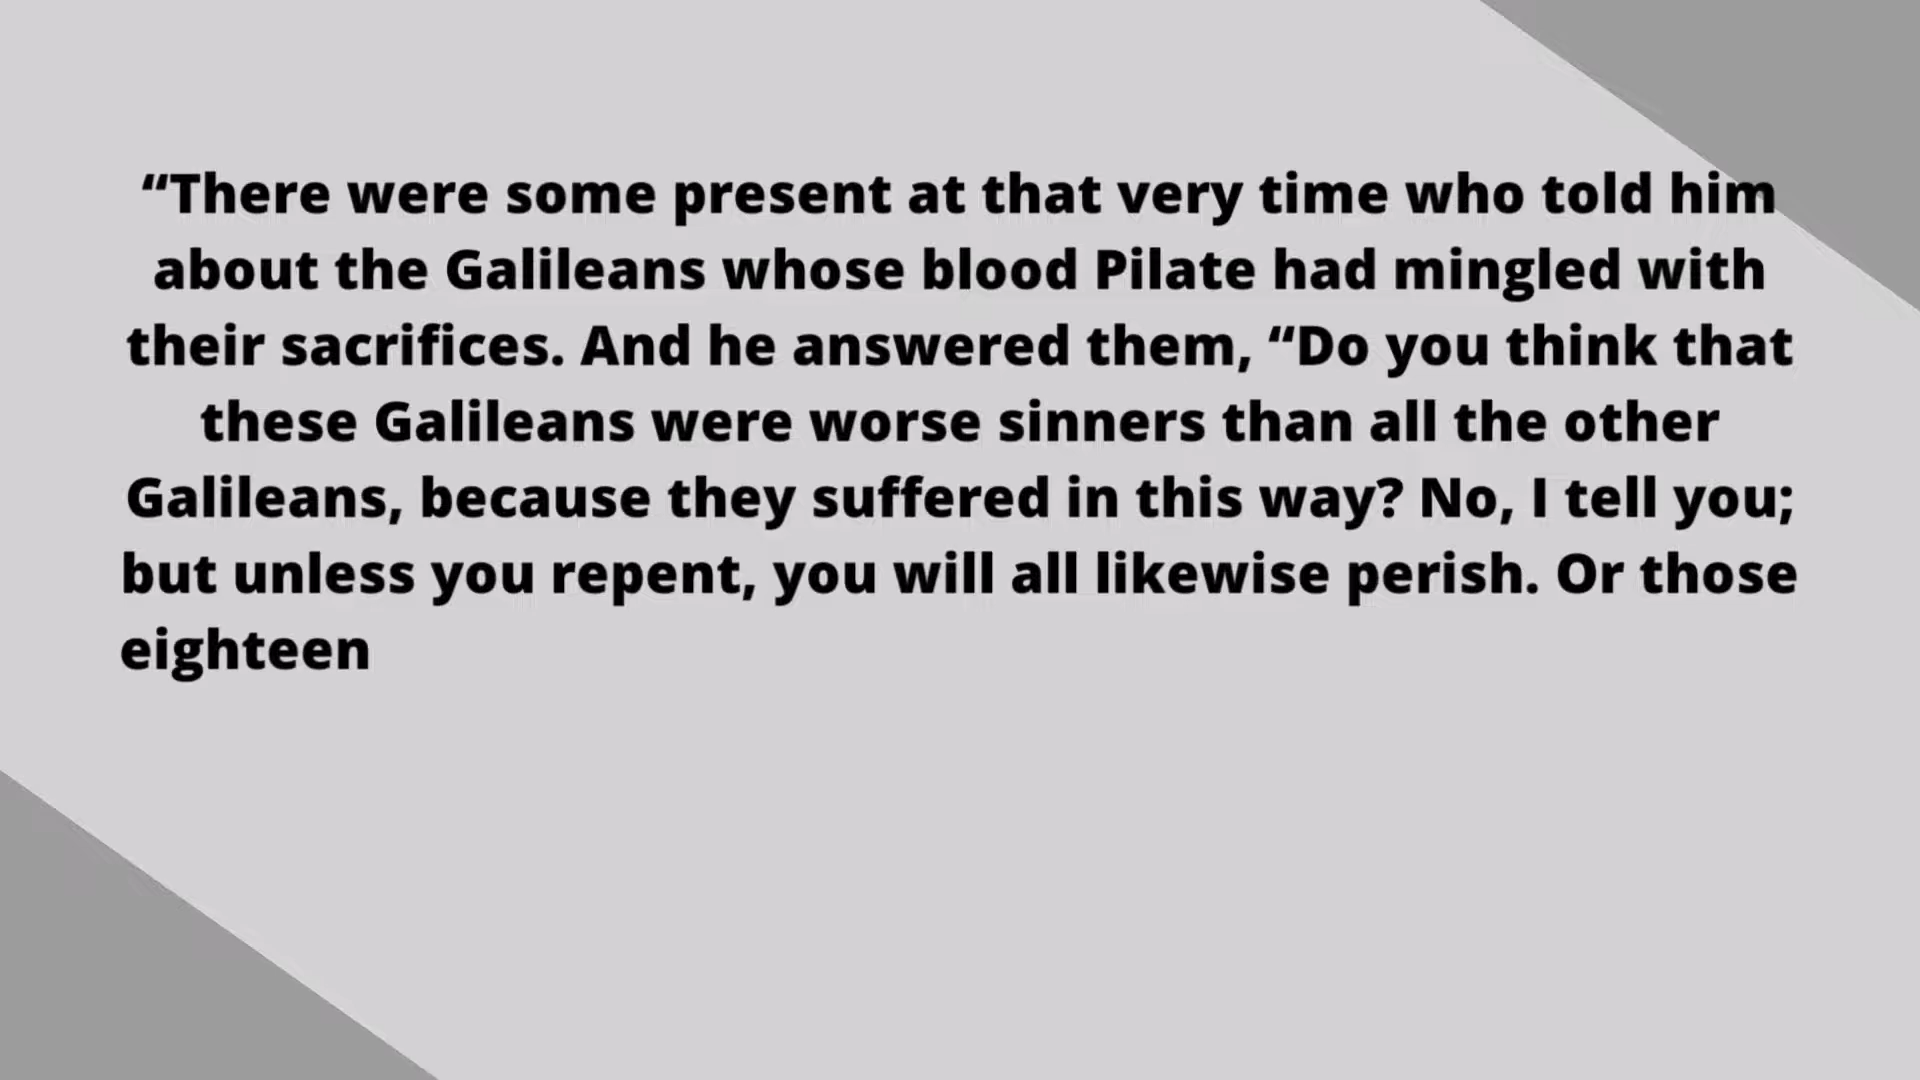 “There were some present at that very time who told him
about the Galileans whose blood Pilate had mingled with
their sacrifices. And he answered them, “Do you think that
these Galileans were worse sinners than all the other
Galileans, because they suffered in this way? No, I tell you;
but unless you repent, you will all likewise perish. Or those
eighteen